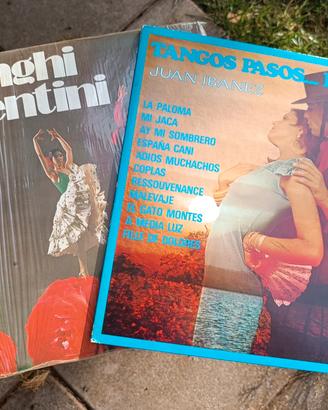 nghi
entini
TANGOS PASOS...
JUAN IBANEZ
LA PALOMA
MI JACA
AY MI SOMBRERO
ESPAÑA CANI
ADIOS MUCHACHOS
COPLAS
RESSOUVENANCE
MALEVAJE
EL GATO MONTES
A MEDIA LUZ
FILLE DE DOLORES